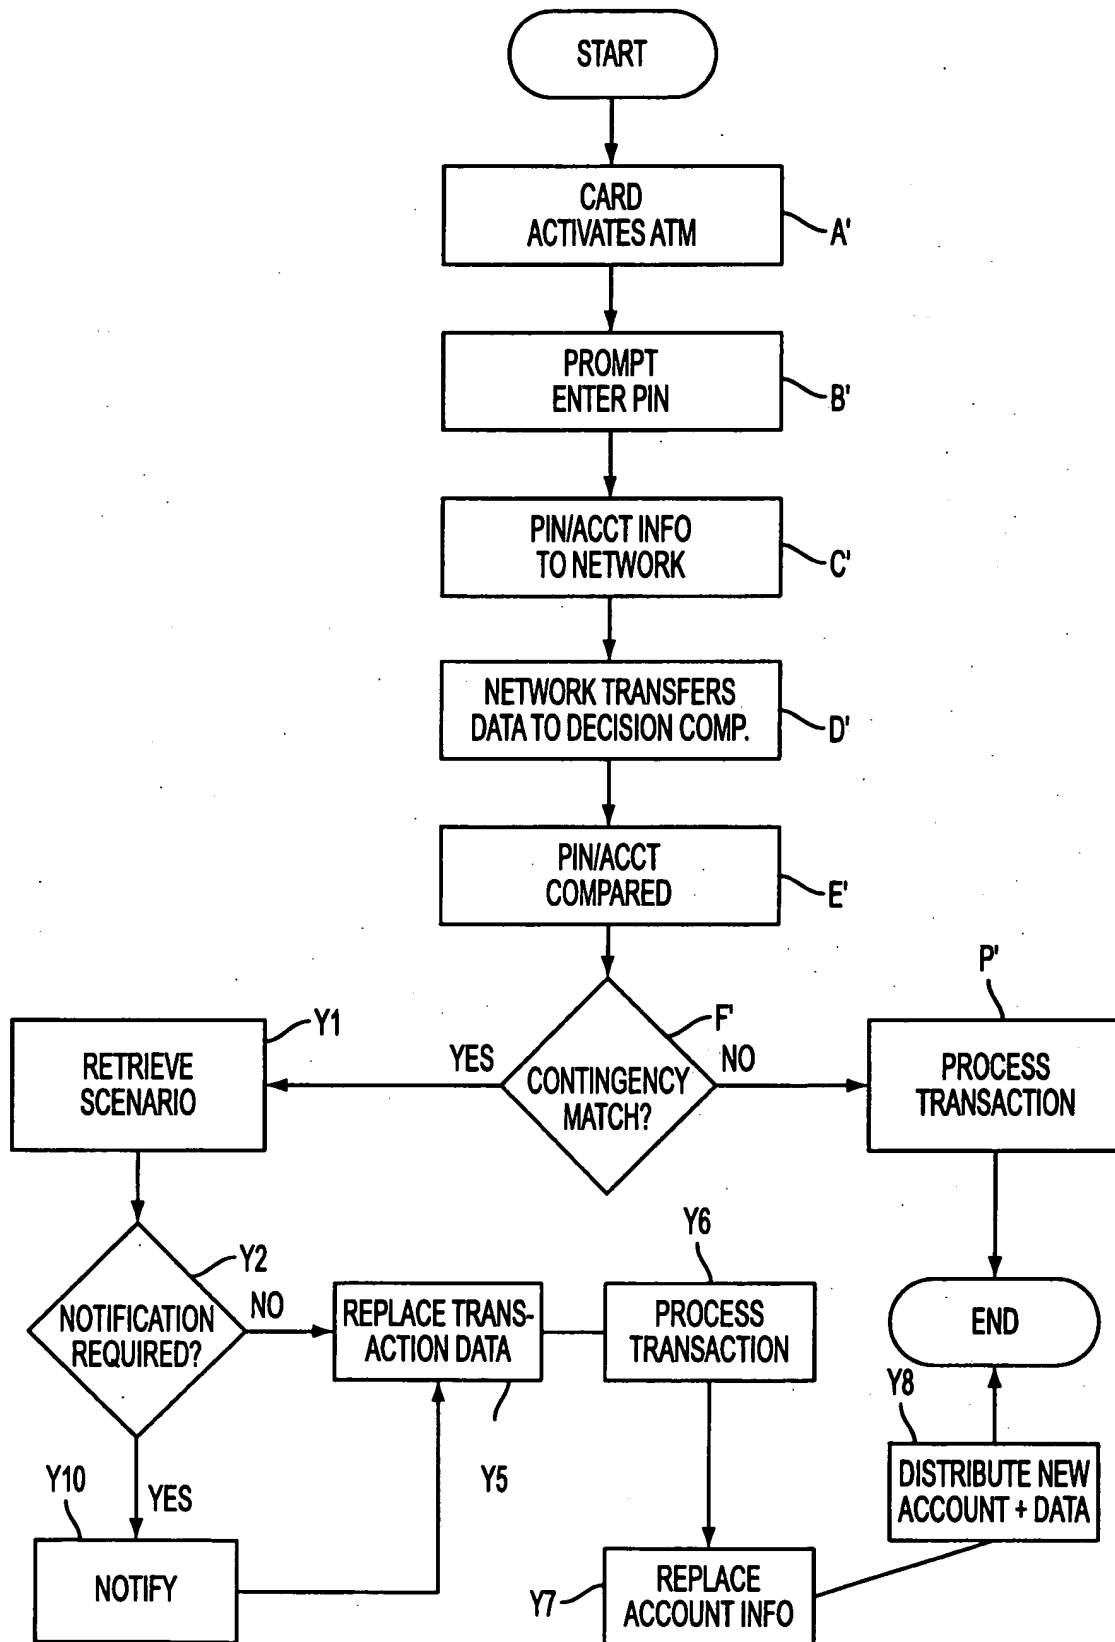 START
CARD
ACTIVATES ATM
A'
PROMPT
ENTER PIN
B'
PIN/ACCT INFO
TO NETWORK
C'
NETWORK TRANSFERS
DATA TO DECISION COMP.
D'
PIN/ACCT
COMPARED
E'
P'
Y1
F'
RETRIEVE
SCENARIO
YES
CONTINGENCY
MATCH?
NO
PROCESS
TRANSACTION
Y2
Y6
NOTIFICATION
REQUIRED?
NO
REPLACE TRANS-
ACTION DATA
PROCESS
TRANSACTION
END
Y8
Y10
YES
Y5
DISTRIBUTE NEW
ACCOUNT + DATA
NOTIFY
Y7
REPLACE
ACCOUNT INFO